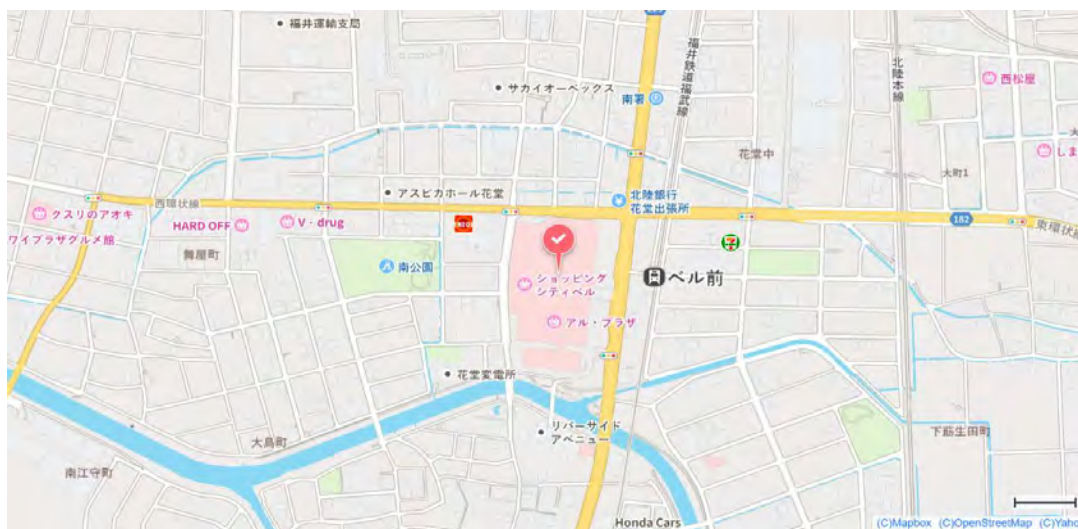 福井運輸支局
サカイオーベックス
南署
福井鉄道福武線
北陸本線
西松屋
しま
花堂中
大町1
アスピカホール花堂
北陸銀行
花堂出張所
西環状線
クスリのアオキ
HARD OFF
V・drug
ワイプラザグルメ館
舞屋町
182
東環状線
南公園
ショッピング
シティベル
ベル前
アル・プラザ
花堂変電所
リバーサイド
アベニュー
大島町
下筋生田町
南江守町
Honda Cars
(C)Mapbox (C)OpenStreetMap (C)Yaho